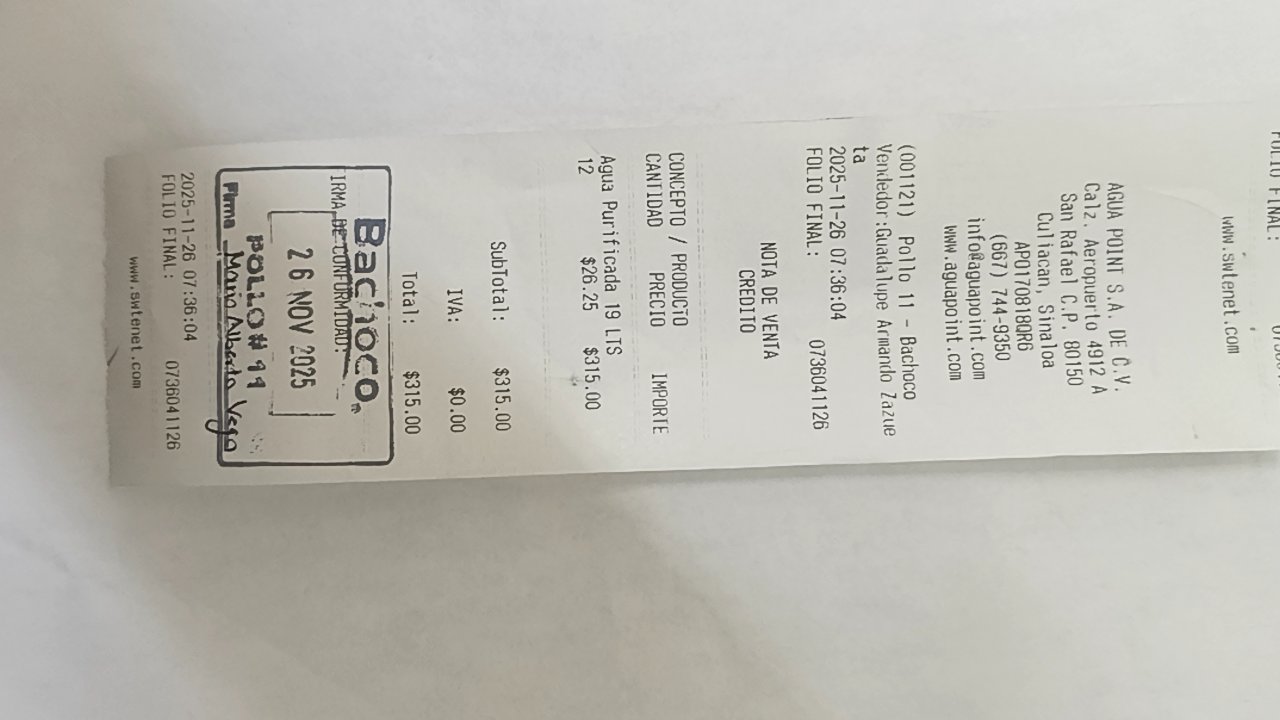 www.swtenet.com
AGUA POINT S.A. DE C.V.
Calz. Aeropuerto 4912 A
San Rafael C.P. 80150
Culiacan, Sinaloa
APO170818QR6
(667) 744-9350
info@aguapoint.com
www.aguapoint.com
(001121) Pollo 11 - Bachoco
Vendedor:Guadalupe Armando Zazue
ta
2025-11-26 07:36:04
FOLIO FINAL: 0736041126
NOTA DE VENTA
CREDITO
CONCEPTO / PRODUCTO
CANTIDAD PRECIO IMPORTE
Agua Purificada 19 LTS
12 $26.25 $315.00
SubTotal: $315.00
IVA: $0.00
Total: $315.00
Bachoco
IRMA DE CONFORMIDAD:
26 NOV 2025
POLLO # 11
Firma Mario Alberto Vega
2025-11-26 07:36:04
FOLIO FINAL: 0736041126
www.swtenet.com